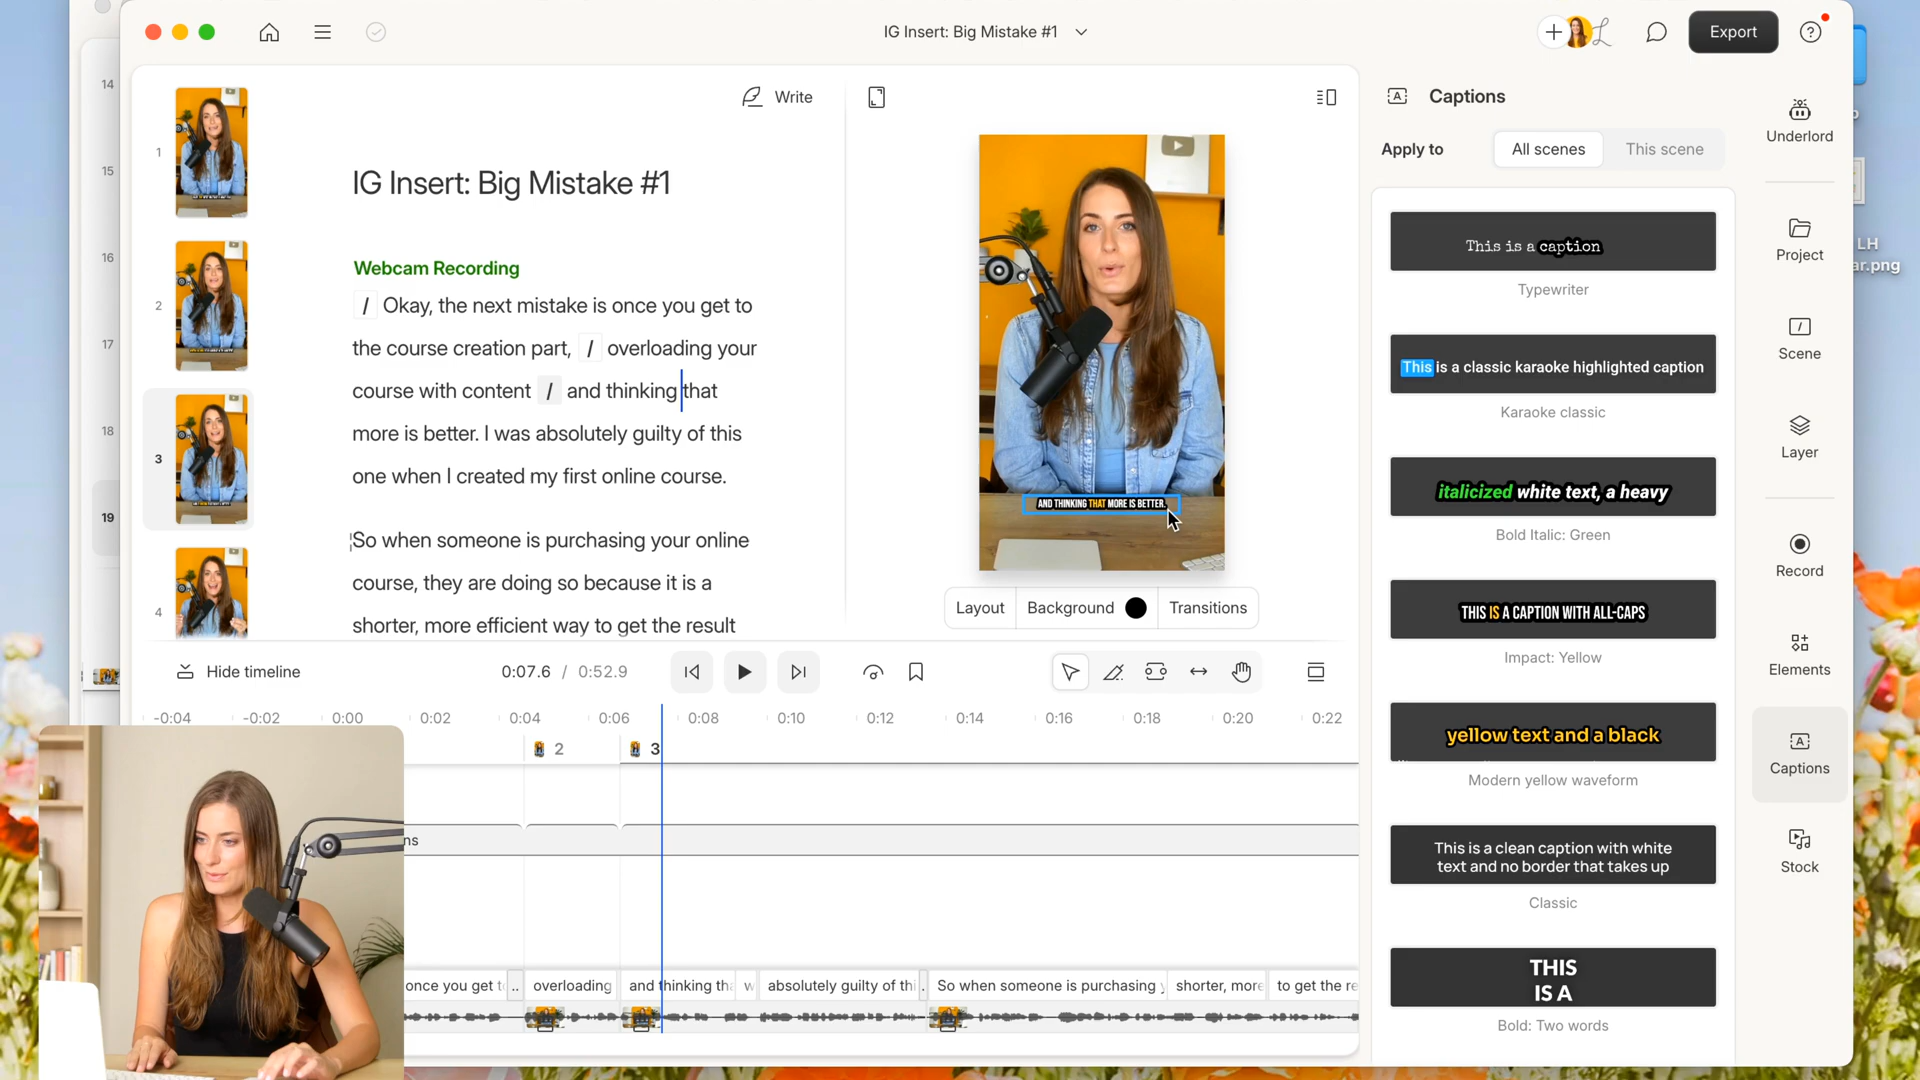 IG Insert: Big Mistake #1
Export
14
15
16
17
18
19
1
2
3
4
Write
IG Insert: Big Mistake #1
Webcam Recording
/ Okay, the next mistake is once you get to
the course creation part, / overloading your
course with content / and thinking that
more is better. I was absolutely guilty of this
one when I created my first online course.
So when someone is purchasing your online
course, they are doing so because it is a
shorter, more efficient way to get the result
AND THINKING THAT MORE IS BETTER.
Layout
Background
Transitions
Captions
Apply to
All scenes
This scene
This is a caption
Typewriter
This is a classic karaoke highlighted caption
Karaoke classic
italicized white text, a heavy
Bold Italic: Green
THIS IS A CAPTION WITH ALL-CAPS
Impact: Yellow
yellow text and a black
Modern yellow waveform
This is a clean caption with white
text and no border that takes up
Classic
THIS
IS A
Bold: Two words
Underlord
Project
Scene
Layer
Record
Elements
Captions
Stock
LH
ar.png
Hide timeline
0:07.6 / 0:52.9
-0:04
-0:02
0:00
0:02
0:04
0:06
0:08
0:10
0:12
0:14
0:16
0:18
0:20
0:22
2
3
ns
once you get t
..
overloading
and thinking tha
w
absolutely guilty of thi
.
So when someone is purchasing y
shorter, more
to get the re